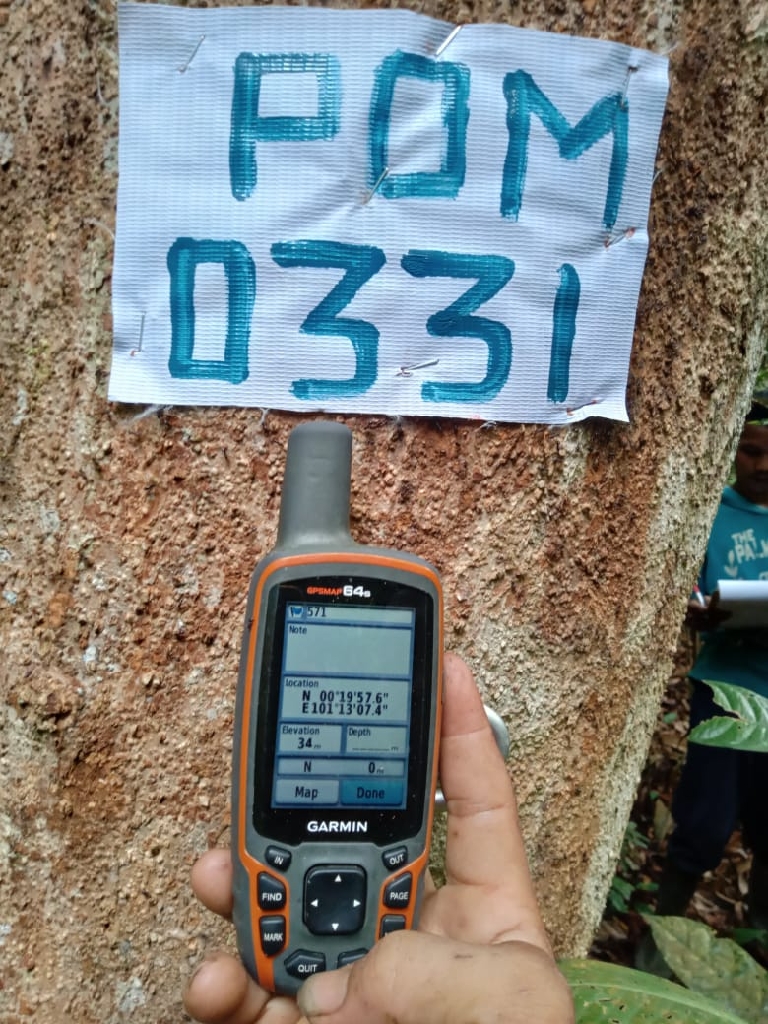 POM
0331
GPSMAP 64s
571
Note
Location
N 00°19'57.6"
E101°13'07.4"
Elevation
34 m
Depth
N 0
Map Done
GARMIN
IN OUT
FIND PAGE
MARK
QUIT
THE